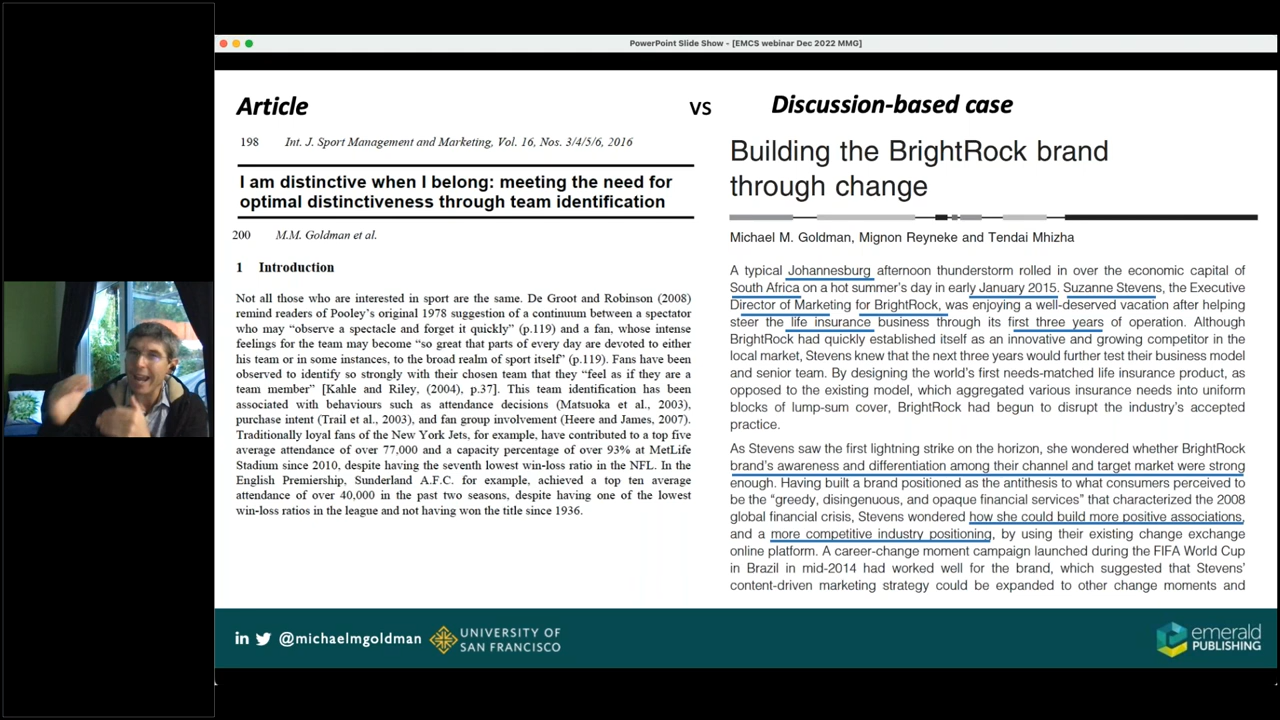 PowerPoint Slide Show - [EMCS webinar Dec 2022 MMG]
Article
vs
Discussion-based case
198 Int. J. Sport Management and Marketing, Vol. 16, Nos. 3/4/5/6, 2016
I am distinctive when I belong: meeting the need for
optimal distinctiveness through team identification
200 M.M. Goldman et al.
1 Introduction
Not all those who are interested in sport are the same. De Groot and Robinson (2008)
remind readers of Pooley's original 1978 suggestion of a continuum between a spectator
who may "observe a spectacle and forget it quickly" (p.119) and a fan, whose intense
feelings for the team may become "so great that parts of every day are devoted to either
his team or in some instances, to the broad realm of sport itself" (p.119). Fans have been
observed to identify so strongly with their chosen team that they "feel as if they are a
team member" [Kahle and Riley, (2004), p.37]. This team identification has been
associated with behaviours such as attendance decisions (Matsuoka et al., 2003),
purchase intent (Trail et al., 2003), and fan group involvement (Heere and James, 2007).
Traditionally loyal fans of the New York Jets, for example, have contributed to a top five
average attendance of over 77,000 and a capacity percentage of over 93% at MetLife
Stadium since 2010, despite having the seventh lowest win-loss ratio in the NFL. In the
English Premiership, Sunderland A.F.C. for example, achieved a top ten average
attendance of over 40,000 in the past two seasons, despite having one of the lowest
win-loss ratios in the league and not having won the title since 1936.
Building the BrightRock brand
through change
Michael M. Goldman, Mignon Reyneke and Tendai Mhizha
A typical Johannesburg afternoon thunderstorm rolled in over the economic capital of
South Africa on a hot summer's day in early January 2015. Suzanne Stevens, the Executive
Director of Marketing for BrightRock, was enjoying a well-deserved vacation after helping
steer the life insurance business through its first three years of operation. Although
BrightRock had quickly established itself as an innovative and growing competitor in the
local market, Stevens knew that the next three years would further test their business model
and senior team. By designing the world's first needs-matched life insurance product, as
opposed to the existing model, which aggregated various insurance needs into uniform
blocks of lump-sum cover, BrightRock had begun to disrupt the industry's accepted
practice.
As Stevens saw the first lightning strike on the horizon, she wondered whether BrightRock
brand's awareness and differentiation among their channel and target market were strong
enough. Having built a brand positioned as the antithesis to what consumers perceived to
be the "greedy, disingenuous, and opaque financial services" that characterized the 2008
global financial crisis, Stevens wondered how she could build more positive associations,
and a more competitive industry positioning, by using their existing change exchange
online platform. A career-change moment campaign launched during the FIFA World Cup
in Brazil in mid-2014 had worked well for the brand, which suggested that Stevens'
content-driven marketing strategy could be expanded to other change moments and
in @michaelmgoldman
UNIVERSITY OF
SAN FRANCISCO
emerald
PUBLISHING